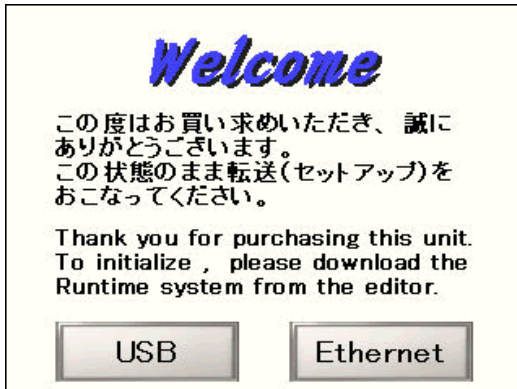 Welcome
この度はお買い求めいただき、誠に
ありがとうございます。
この状態のまま転送(セットアップ)を
おこなってください。
Thank you for purchasing this unit.
To initialize , please download the
Runtime system from the editor.
USB
Ethernet